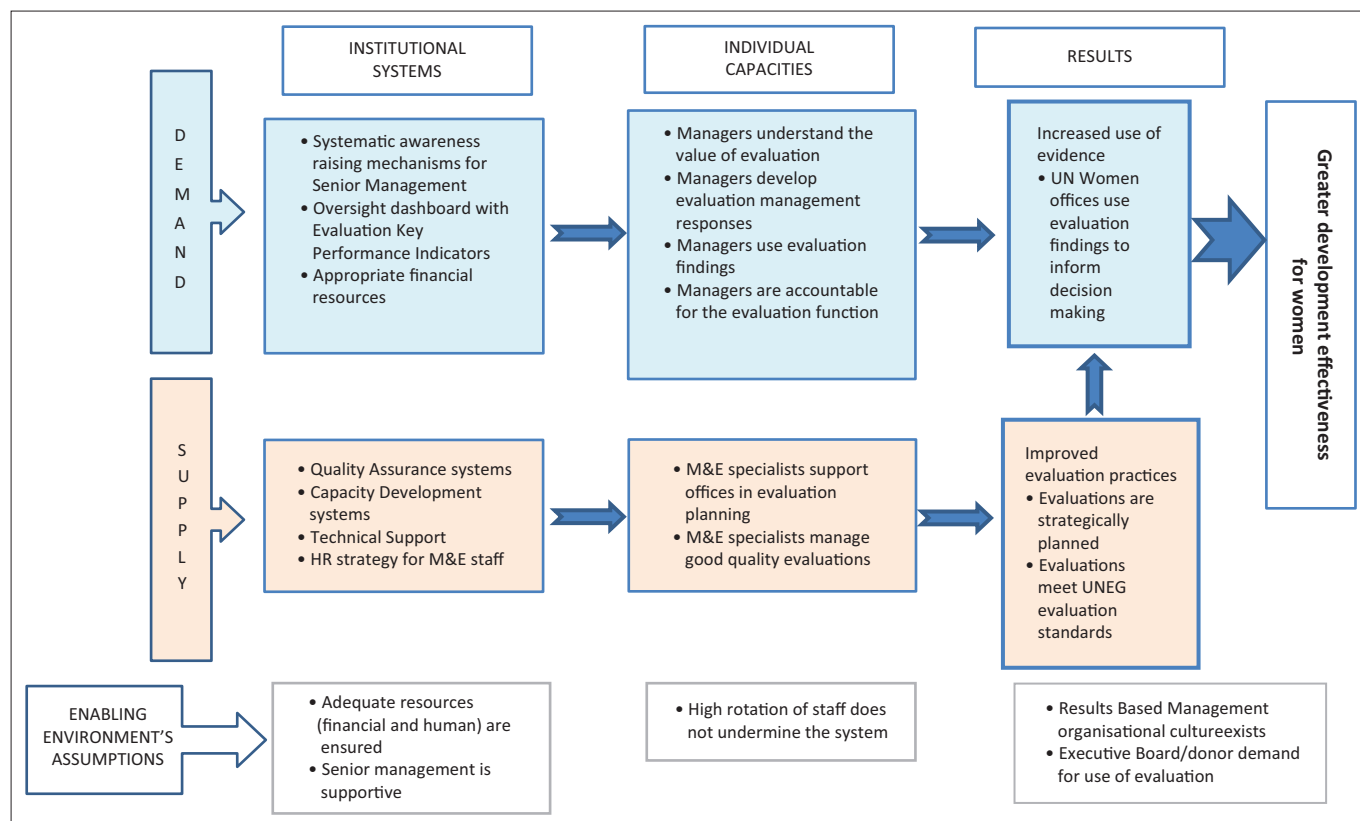 INSTITUTIONAL
SYSTEMS
INDIVIDUAL
CAPACITIES
RESULTS
D
E
M
A
N
D
• Systematic awareness
raising mechanisms for
Senior Management
• Oversight dashboard with
Evaluation Key
Performance Indicators
• Appropriate financial
resources
• Managers understand the
value of evaluation
• Managers develop
evaluation management
responses
• Managers use evaluation
findings
• Managers are accountable
for the evaluation function
Increased use of
evidence
• UN Women
offices use
evaluation
findings to
inform
decision
making
Greater development effectiveness
for women
S
U
P
P
L
Y
• Quality Assurance systems
• Capacity Development
systems
• Technical Support
• HR strategy for M&E staff
• M&E specialists support
offices in evaluation
planning
• M&E specialists manage
good quality evaluations
Improved
evaluation practices
• Evaluations are
strategically
planned
• Evaluations
meet UNEG
evaluation
standards
ENABLING
ENVIRONMENT’S
ASSUMPTIONS
• Adequate resources
(financial and human) are
ensured
• Senior management is
supportive
• High rotation of staff does
not undermine the system
• Results Based Management
organisational cultureexists
• Executive Board/donor demand
for use of evaluation